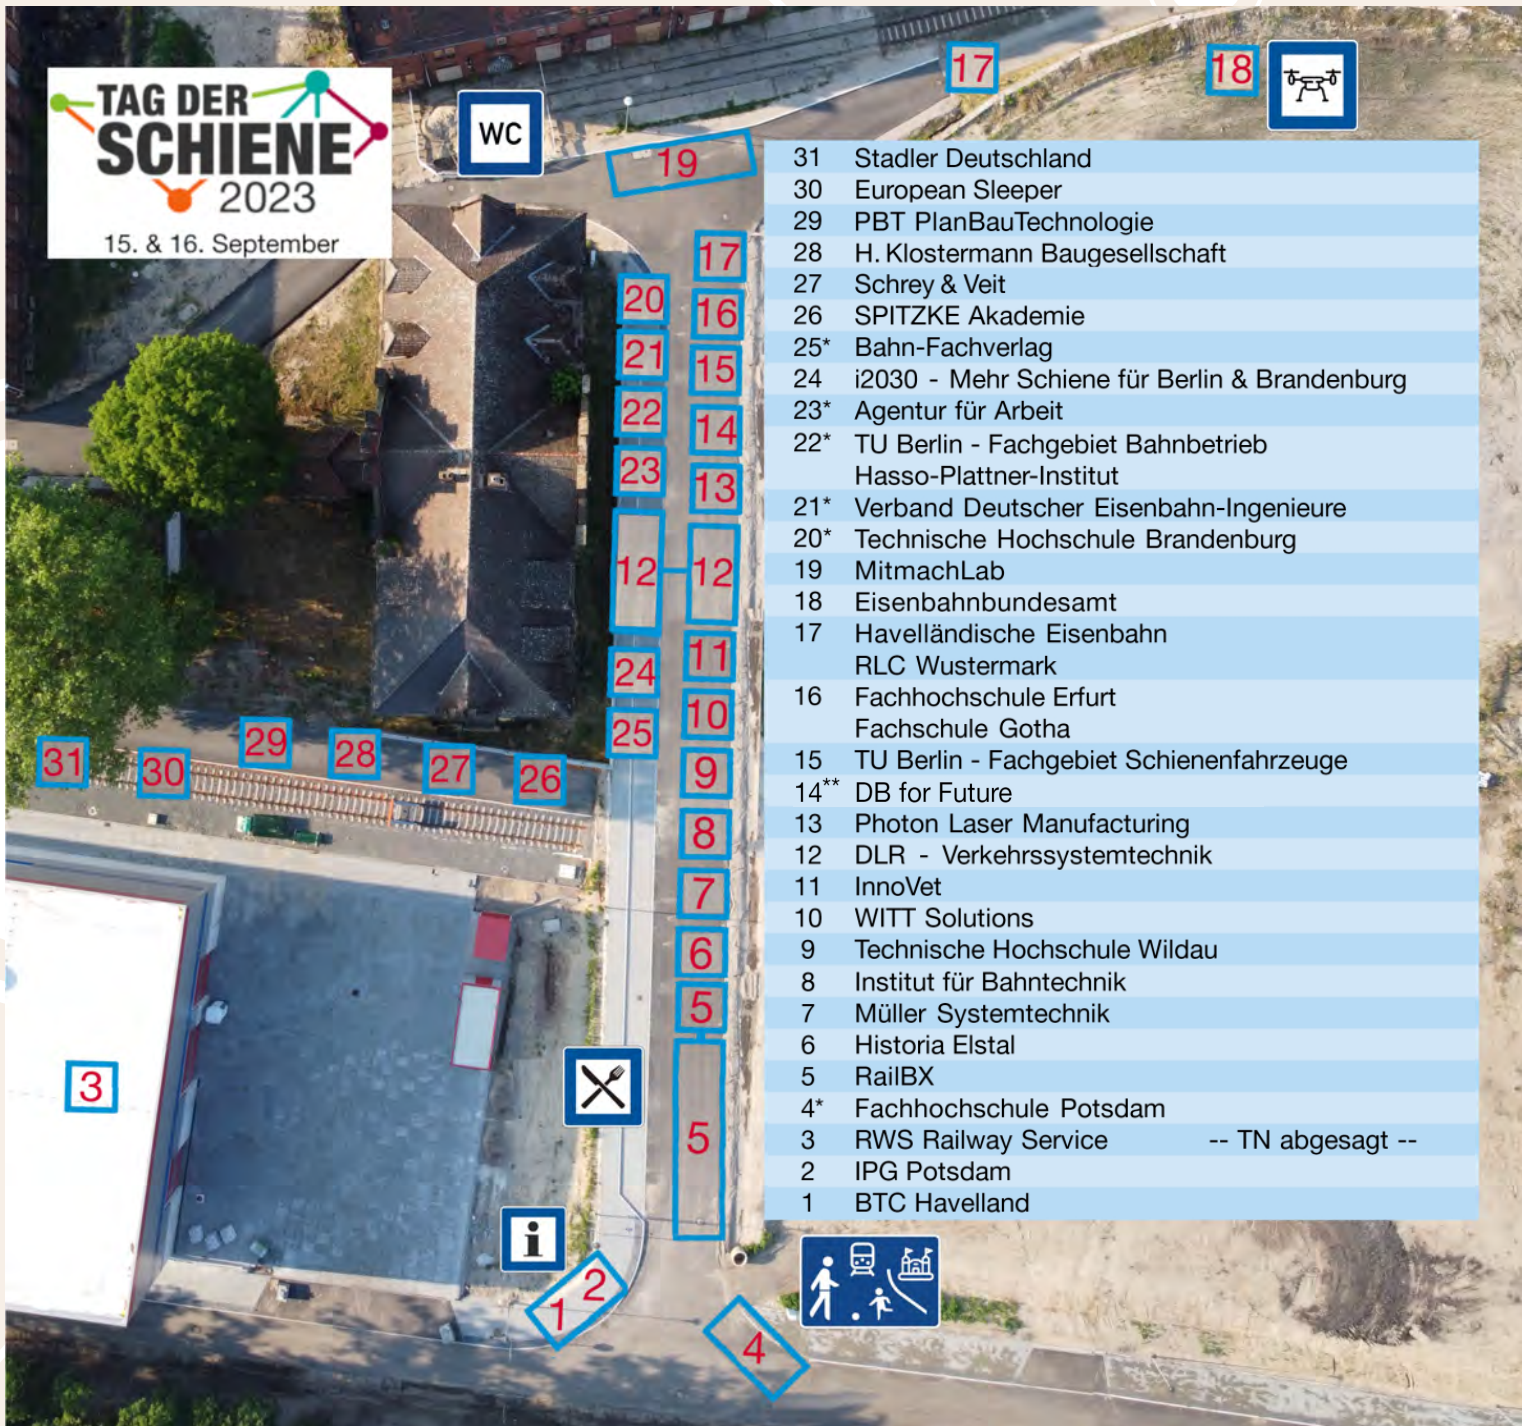 TAG DER
SCHIENE
2023
15. & 16. September
WC
17
18
19
31 Stadler Deutschland
30 European Sleeper
29 PBT PlanBauTechnologie
28 H. Klostermann Baugesellschaft
27 Schrey & Veit
26 SPITZKE Akademie
25* Bahn-Fachverlag
24 i2030 - Mehr Schiene für Berlin & Brandenburg
23* Agentur für Arbeit
22* TU Berlin - Fachgebiet Bahnbetrieb
Hasso-Plattner-Institut
21* Verband Deutscher Eisenbahn-Ingenieure
20* Technische Hochschule Brandenburg
19 MitmachLab
18 Eisenbahnbundesamt
17 Havelländische Eisenbahn
RLC Wustermark
16 Fachhochschule Erfurt
Fachschule Gotha
15 TU Berlin - Fachgebiet Schienenfahrzeuge
14** DB for Future
13 Photon Laser Manufacturing
12 DLR - Verkehrssystemtechnik
11 InnoVet
10 WITT Solutions
9 Technische Hochschule Wildau
8 Institut für Bahntechnik
7 Müller Systemtechnik
6 Historia Elstal
5 RailBX
4* Fachhochschule Potsdam
3 RWS Railway Service -- TN abgesagt --
2 IPG Potsdam
1 BTC Havelland
17
20
16
21
15
22
14
23
13
12
12
11
24
10
25
31
30
29
28
27
26
9
8
7
6
5
3
5
i
1
2
4